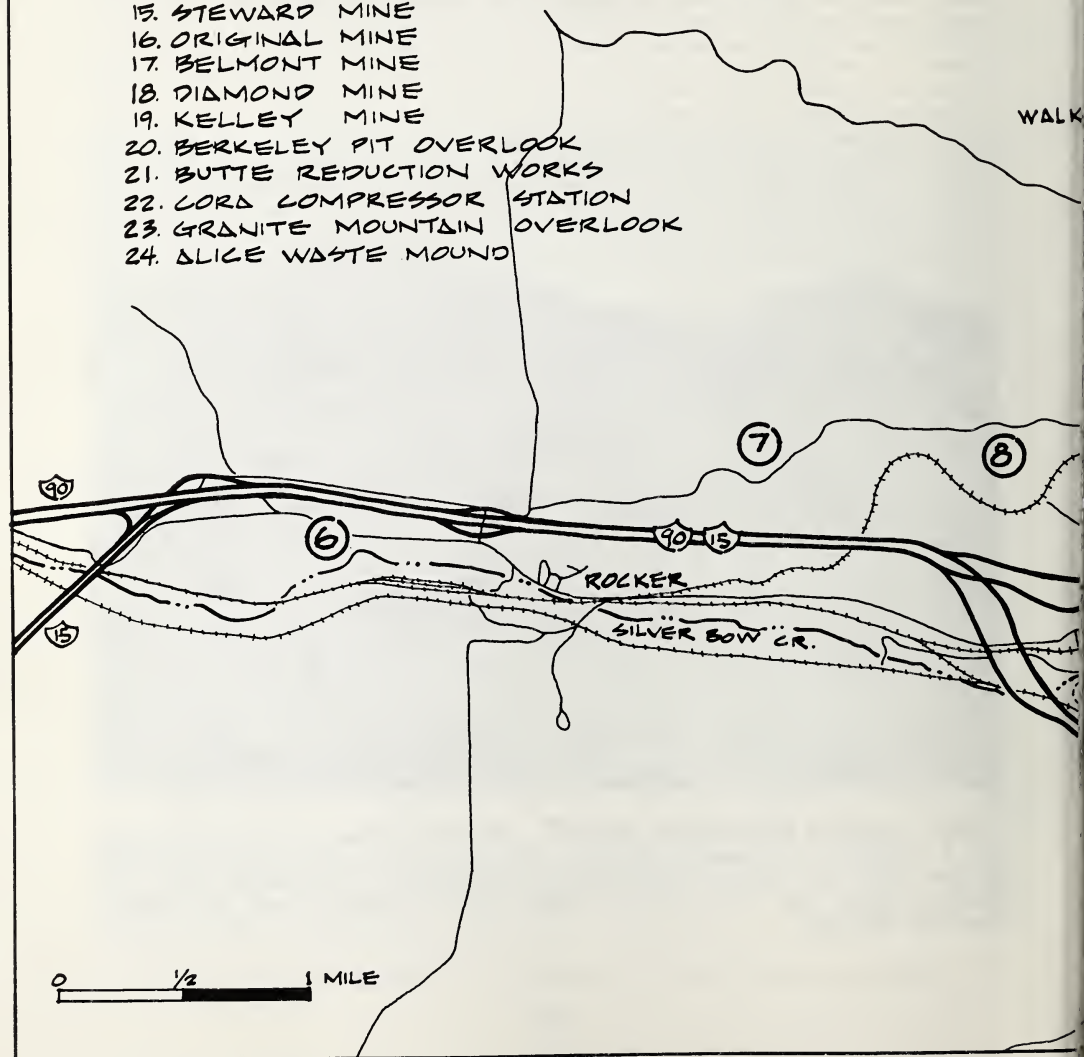 15. STEWARD MINE
16. ORIGINAL MINE
17. BELMONT MINE
18. DIAMOND MINE
19. KELLEY MINE
20. BERKELEY PIT OVERLOOK
21. BUTTE REDUCTION WORKS
22. CORA COMPRESSOR STATION
23. GRANITE MOUNTAIN OVERLOOK
24. ALICE WASTE MOUND
WALK
7
8
90
6
90 15
ROCKER
15
SILVER BOW CR.
0 1/2 1 MILE